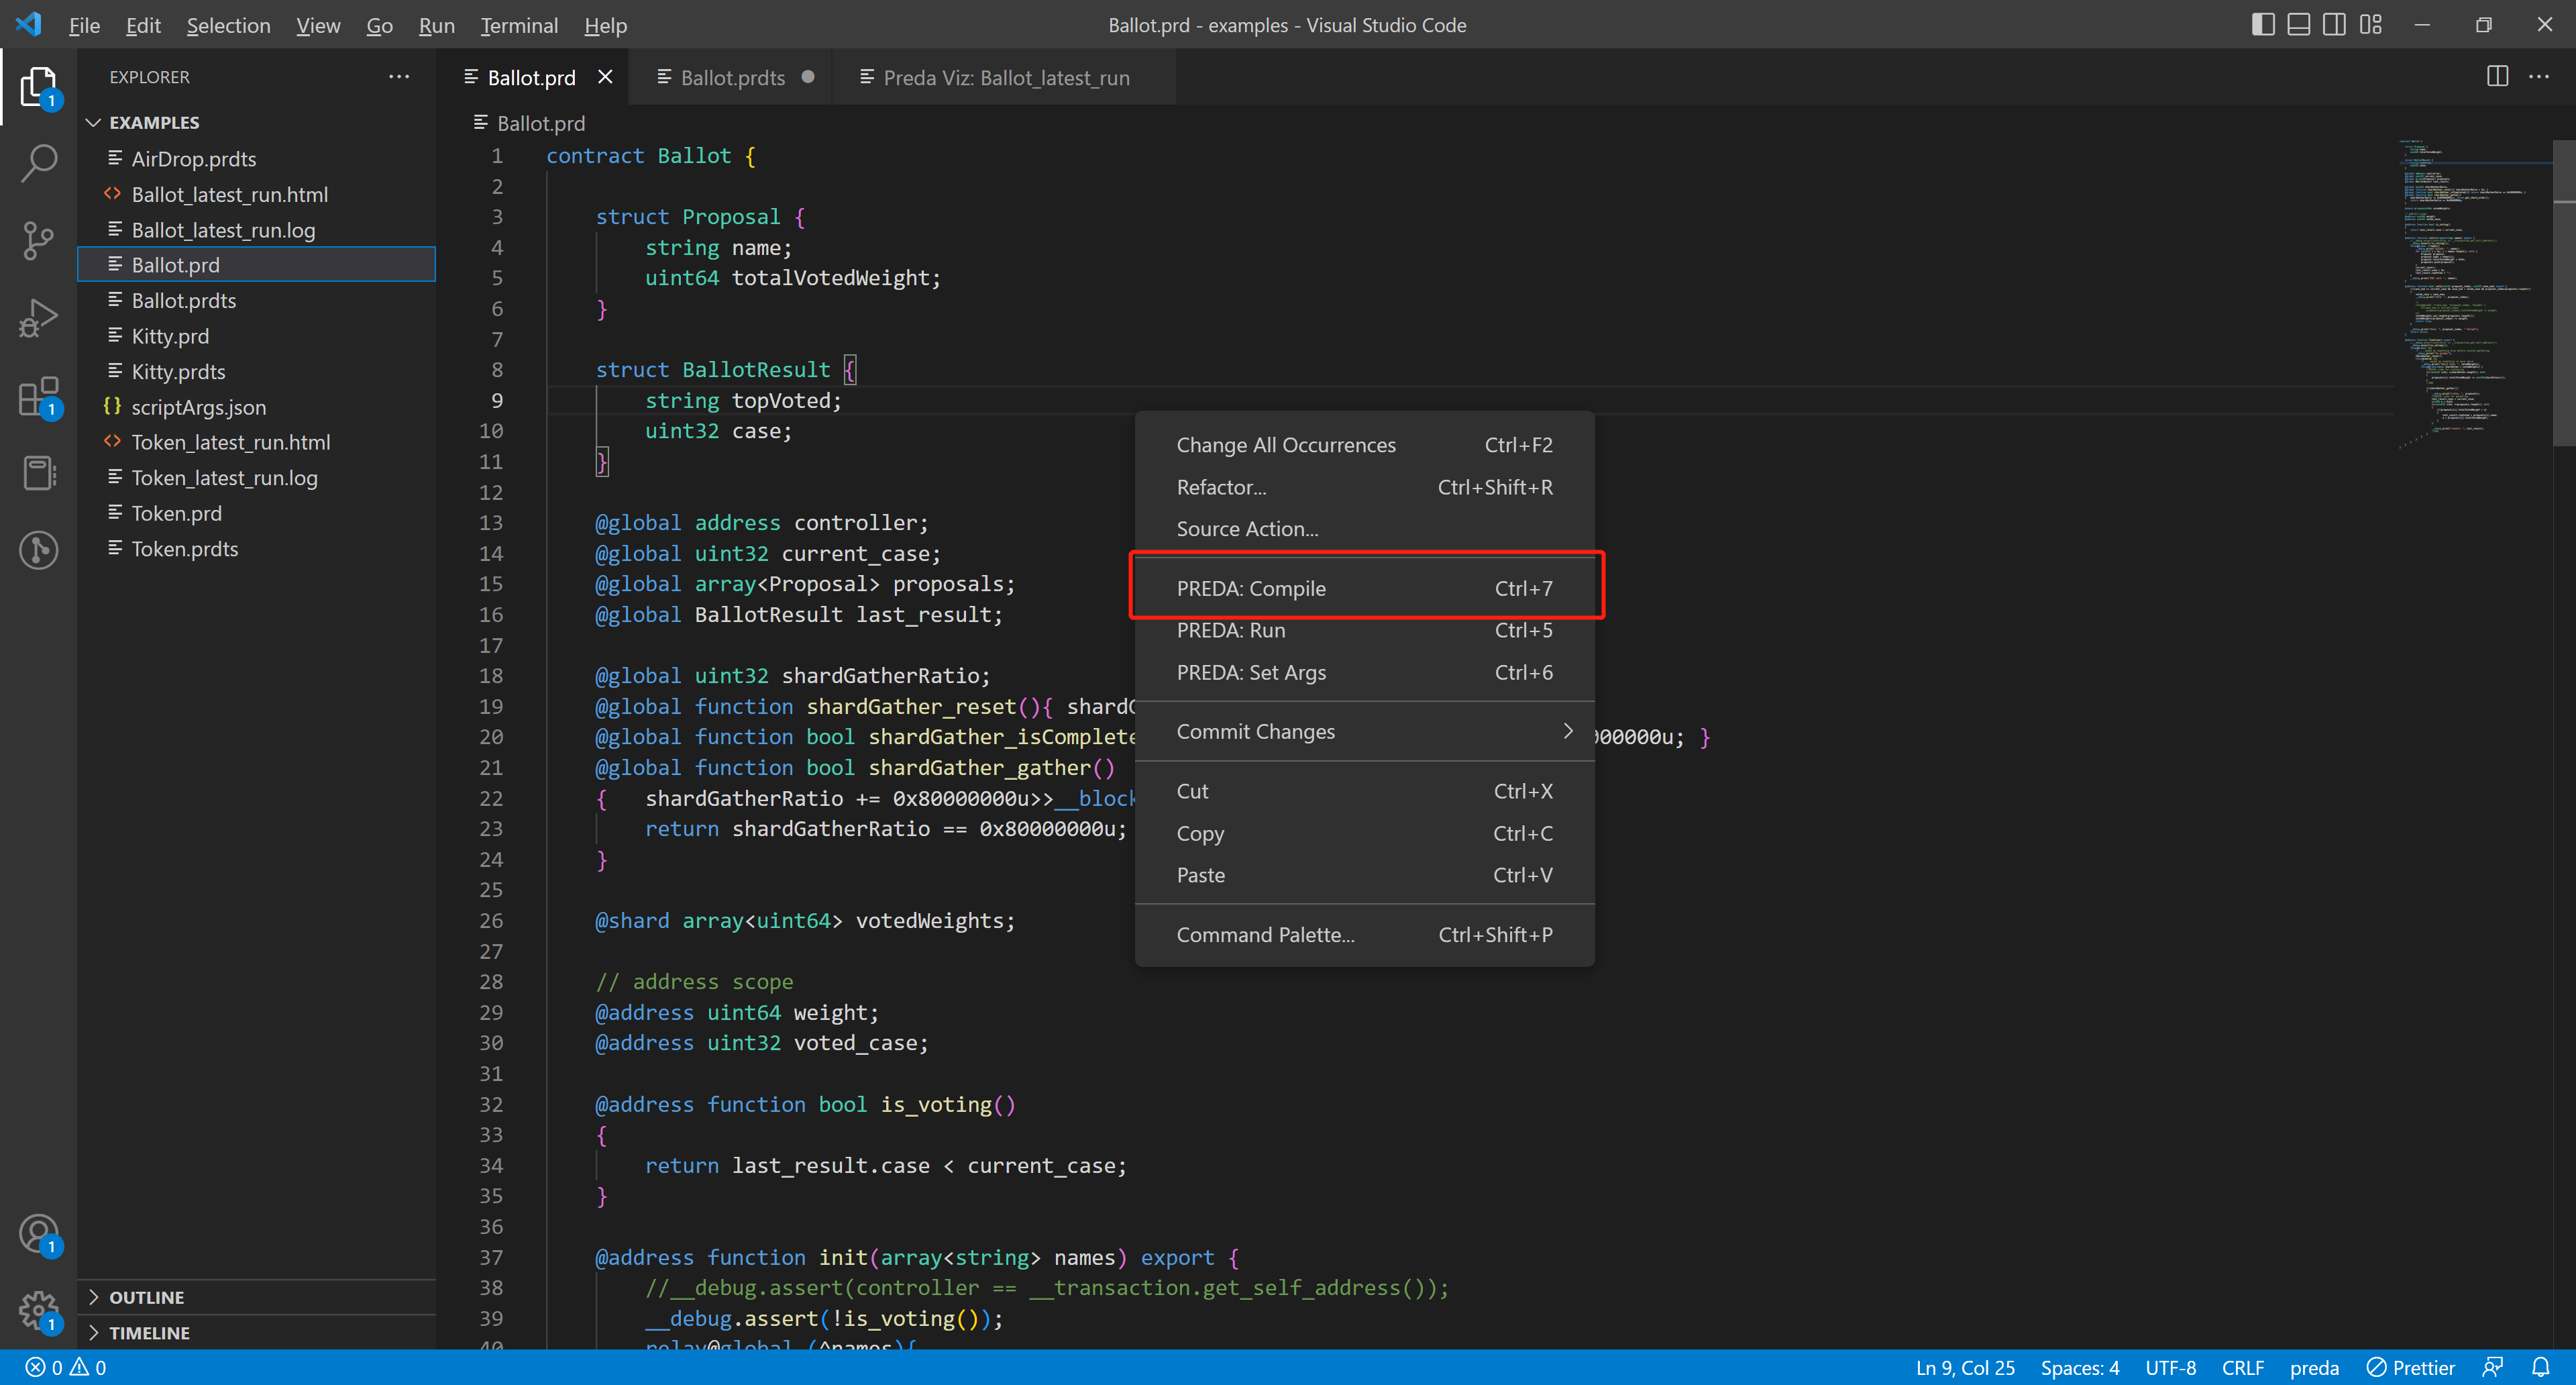 File Edit Selection View Go Run Terminal Help
Ballot.prd - examples - Visual Studio Code
EXPLORER
EXAMPLES
AirDrop.prdts
Ballot_latest_run.html
Ballot_latest_run.log
Ballot.prd
Ballot.prdts
Kitty.prd
Kitty.prdts
scriptArgs.json
Token_latest_run.html
Token_latest_run.log
Token.prd
Token.prdts
OUTLINE
TIMELINE
1
1
1
1
Ballot.prd Ballot.prdts Preda Viz: Ballot_latest_run
Ballot.prd
1 contract Ballot {
2
3 struct Proposal {
4 string name;
5 uint64 totalVotedWeight;
6 }
7
8 struct BallotResult {
9 string topVoted;
10 uint32 case;
11 }
12
13 @global address controller;
14 @global uint32 current_case;
15 @global array<Proposal> proposals;
16 @global BallotResult last_result;
17
18 @global uint32 shardGatherRatio;
19 @global function shardGather_reset(){ shard
20 @global function bool shardGather_isComplete 000000u; }
21 @global function bool shardGather_gather()
22 { shardGatherRatio += 0x80000000u>>__block
23 return shardGatherRatio == 0x80000000u;
24 }
25
26 @shard array<uint64> votedWeights;
27
28 // address scope
29 @address uint64 weight;
30 @address uint32 voted_case;
31
32 @address function bool is_voting()
33 {
34 return last_result.case < current_case;
35 }
36
37 @address function init(array<string> names) export {
38 //__debug.assert(controller == __transaction.get_self_address());
39 __debug.assert(!is_voting());
40 relay@global (^names){
Change All Occurrences Ctrl+F2
Refactor... Ctrl+Shift+R
Source Action...
PREDA: Compile Ctrl+7
PREDA: Run Ctrl+5
PREDA: Set Args Ctrl+6
Commit Changes
Cut Ctrl+X
Copy Ctrl+C
Paste Ctrl+V
Command Palette... Ctrl+Shift+P
0 0
Ln 9, Col 25 Spaces: 4 UTF-8 CRLF preda Prettier